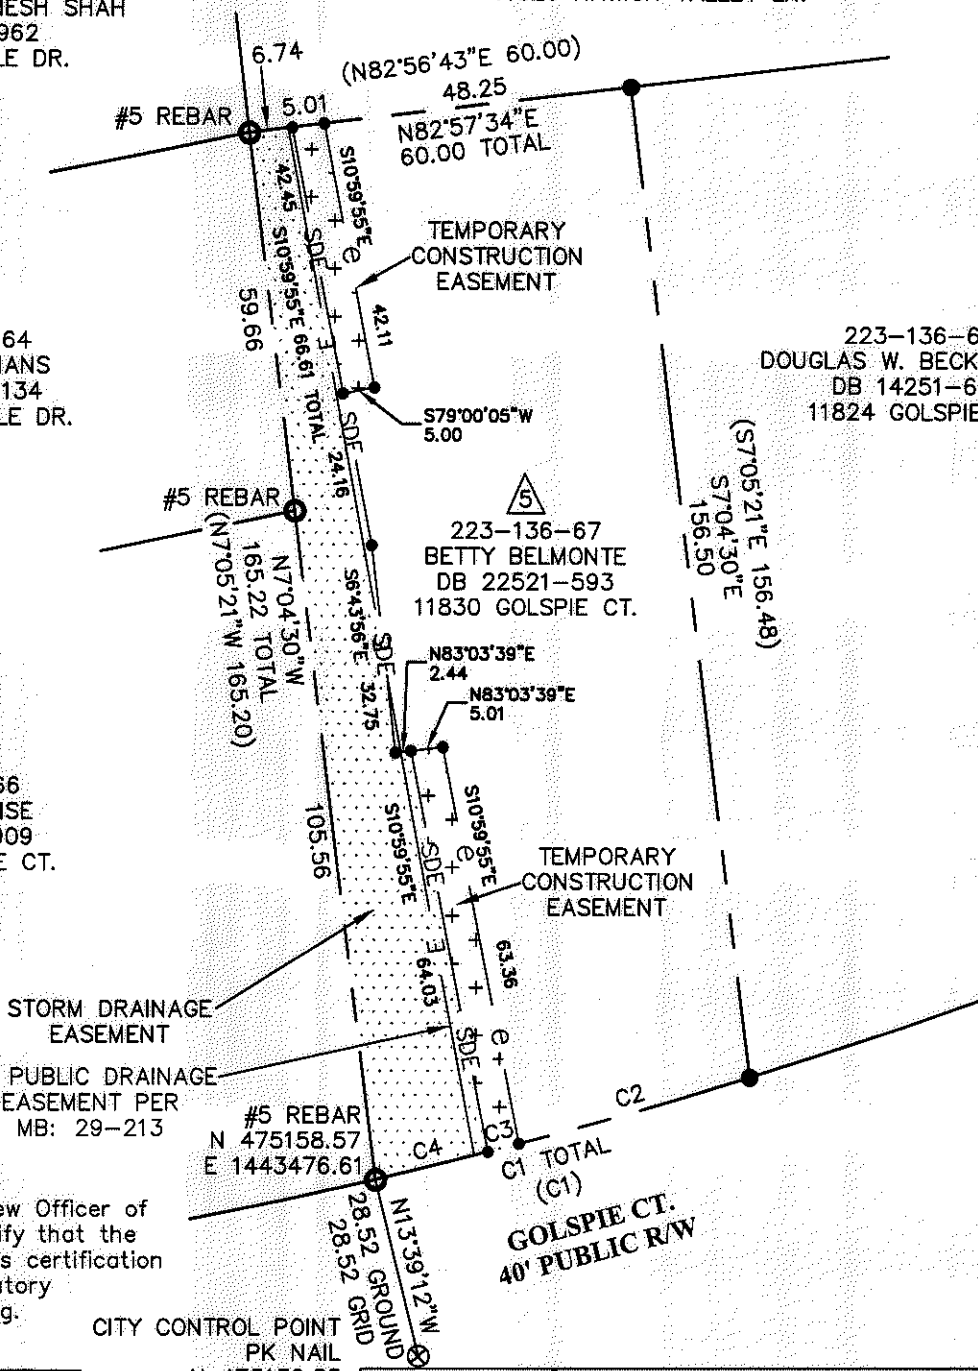 ESH SHAH
962
LE DR.
6.74
(N82°56'43"E 60.00)
48.25
5.01
#5 REBAR
N82°57'34"E
60.00 TOTAL
S10°59'55"E
42.45
S10°59'55"E 66.61 TOTAL
SDE
e
E
TEMPORARY
CONSTRUCTION
EASEMENT
59.66
42.11
64
IANS
134
LE DR.
223-136-6
DOUGLAS W. BECK
DB 14251-6
11824 GOLSPIE
S79°00'05"W
5.00
SDE
24.16
(S7°05'21"E 156.48)
S7°04'30"E
156.50
#5 REBAR
5
223-136-67
BETTY BELMONTE
DB 22521-593
11830 GOLSPIE CT.
N7°04'30"W
165.22 TOTAL
(N7°05'21"W 165.20)
S6°43'56"E 32.75
SDE
N83°03'39"E
2.44
N83°03'39"E
5.01
66
ISE
909
E CT.
105.56
S10°59'55"E
S10°59'55"E
SDE
e
TEMPORARY
CONSTRUCTION
EASEMENT
E
64.03
63.36
STORM DRAINAGE
EASEMENT
SDE
e
PUBLIC DRAINAGE
EASEMENT PER
MB: 29-213
#5 REBAR
N 475158.57
E 1443476.61
C4
C3
C2
C1 TOTAL
(C1)
GOLSPIE CT.
40' PUBLIC R/W
ew Officer of
ify that the
s certification
utory
g.
N13°39'12"W
28.52 GROUND
28.52 GRID
CITY CONTROL POINT
PK NAIL